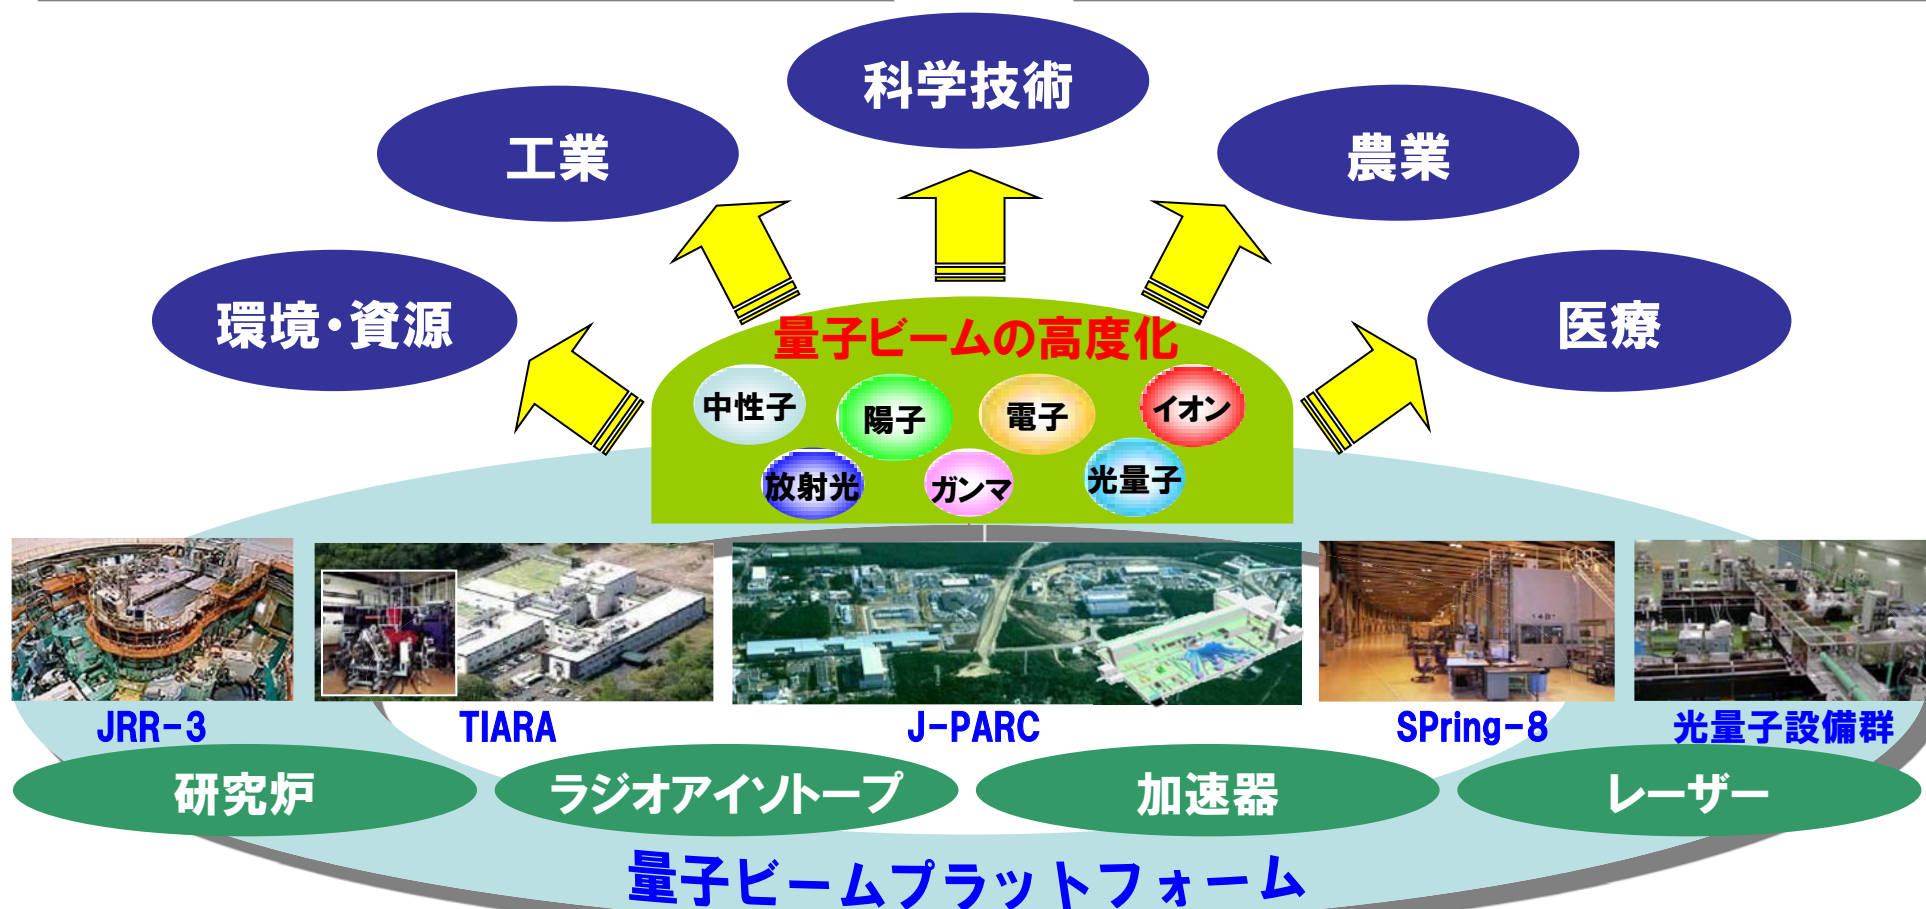 科学技術
工業
農業
環境・資源
医療
量子ビームの高度化
中性子
陽子
電子
イオン
放射光
ガンマ
光量子
JRR-3
TIARA
J-PARC
SPring-8
光量子設備群
研究炉
ラジオアイソトープ
加速器
レーザー
量子ビームプラットフォーム